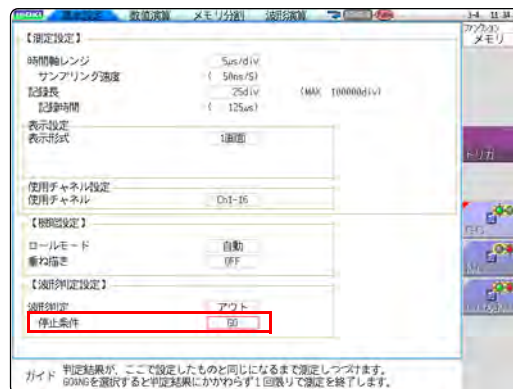 HIOKI 基本設定 数値演算 メモリ分割 波形演算
【測定設定】
時間軸レンジ 5μs/div
サンプリング速度 ( 50ns/S)
記録長 25div (MAX 100000div)
記録時間 ( 125μs)
表示設定
表示形式 1画面
使用チャネル設定
使用チャネル Ch1-16
ロールモード 自動
重ね描き OFF
【波形判定設定】
波形判定 アウト
停止条件 GO
ガイド 判定結果が、ここで設定したものと同じになるまで測定しつづけます。
GO&NGを選択すると判定結果にかかわらず1回限りで測定を終了します。
ファンクション
メモリ
トリガ